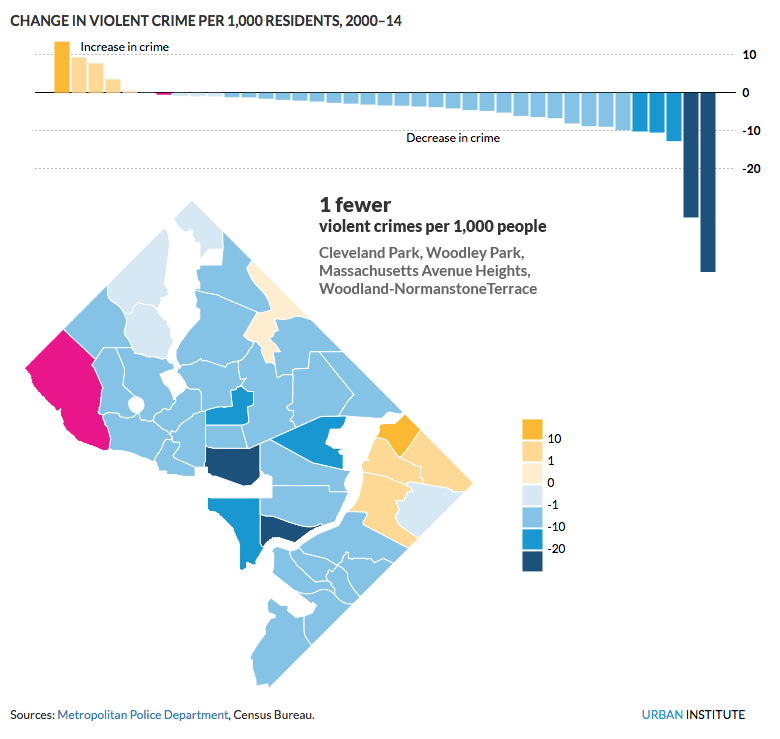 CHANGE IN VIOLENT CRIME PER 1,000 RESIDENTS, 2000–14
Increase in crime
10
0
-10
Decrease in crime
-20
1 fewer
violent crimes per 1,000 people
Cleveland Park, Woodley Park,
Massachusetts Avenue Heights,
Woodland-NormanstoneTerrace
10
1
0
-1
-10
-20
Sources: Metropolitan Police Department, Census Bureau.
URBAN INSTITUTE